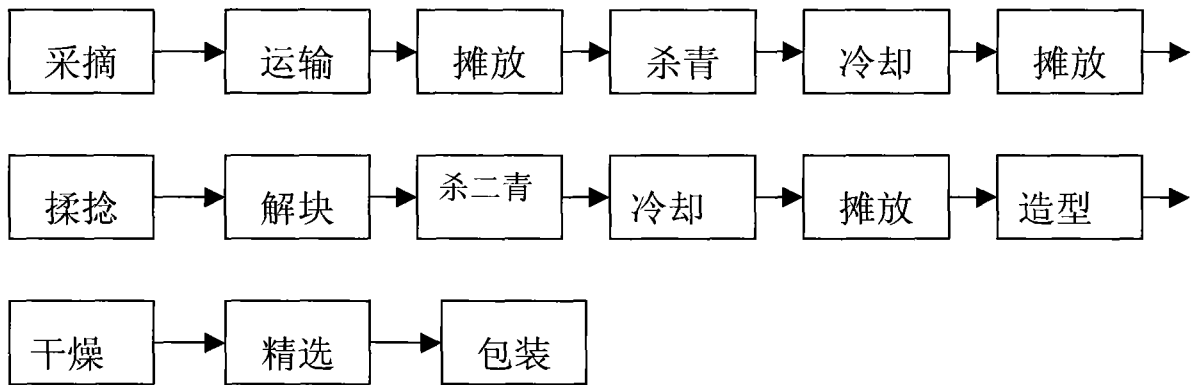 采摘 运输 摊放 杀青 冷却 摊放
揉捻 解块 杀二青 冷却 摊放 造型
干燥 精选 包装